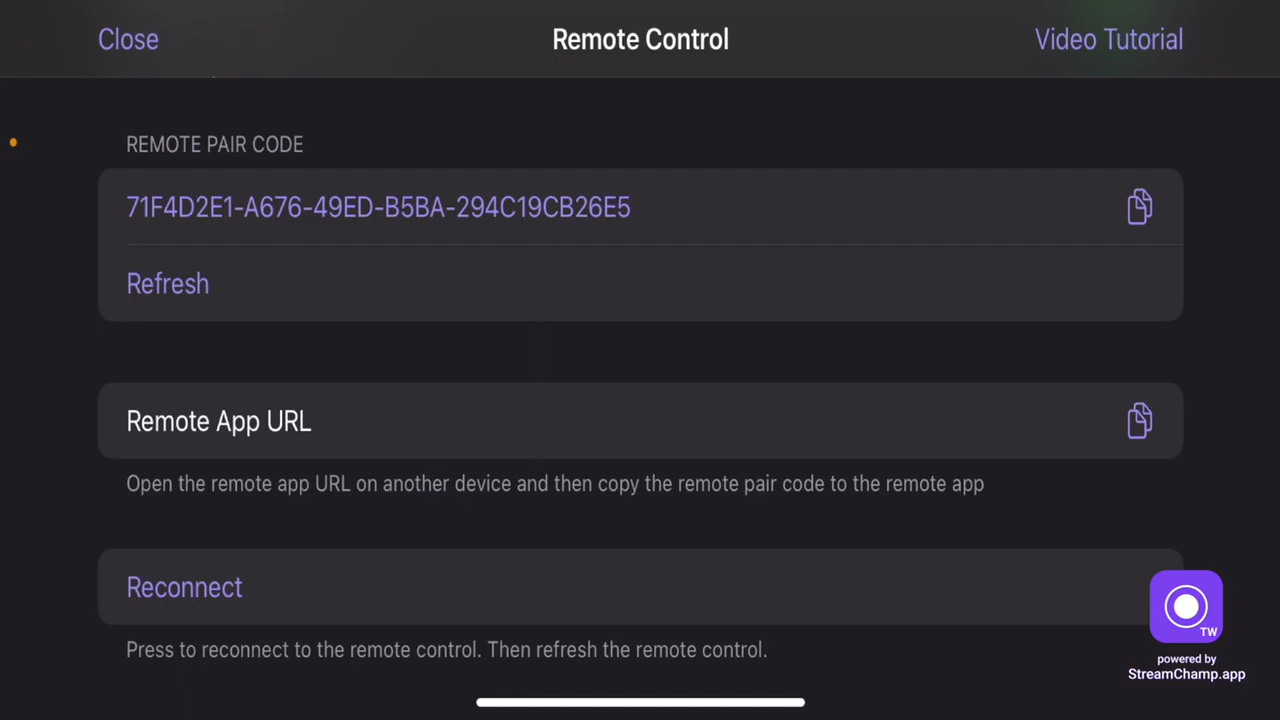 Close
Remote Control
Video Tutorial
REMOTE PAIR CODE
71F4D2E1-A676-49ED-B5BA-294C19CB26E5
Refresh
Remote App URL
Open the remote app URL on another device and then copy the remote pair code to the remote app
Reconnect
Press to reconnect to the remote control. Then refresh the remote control.
TW
powered by
StreamChamp.app